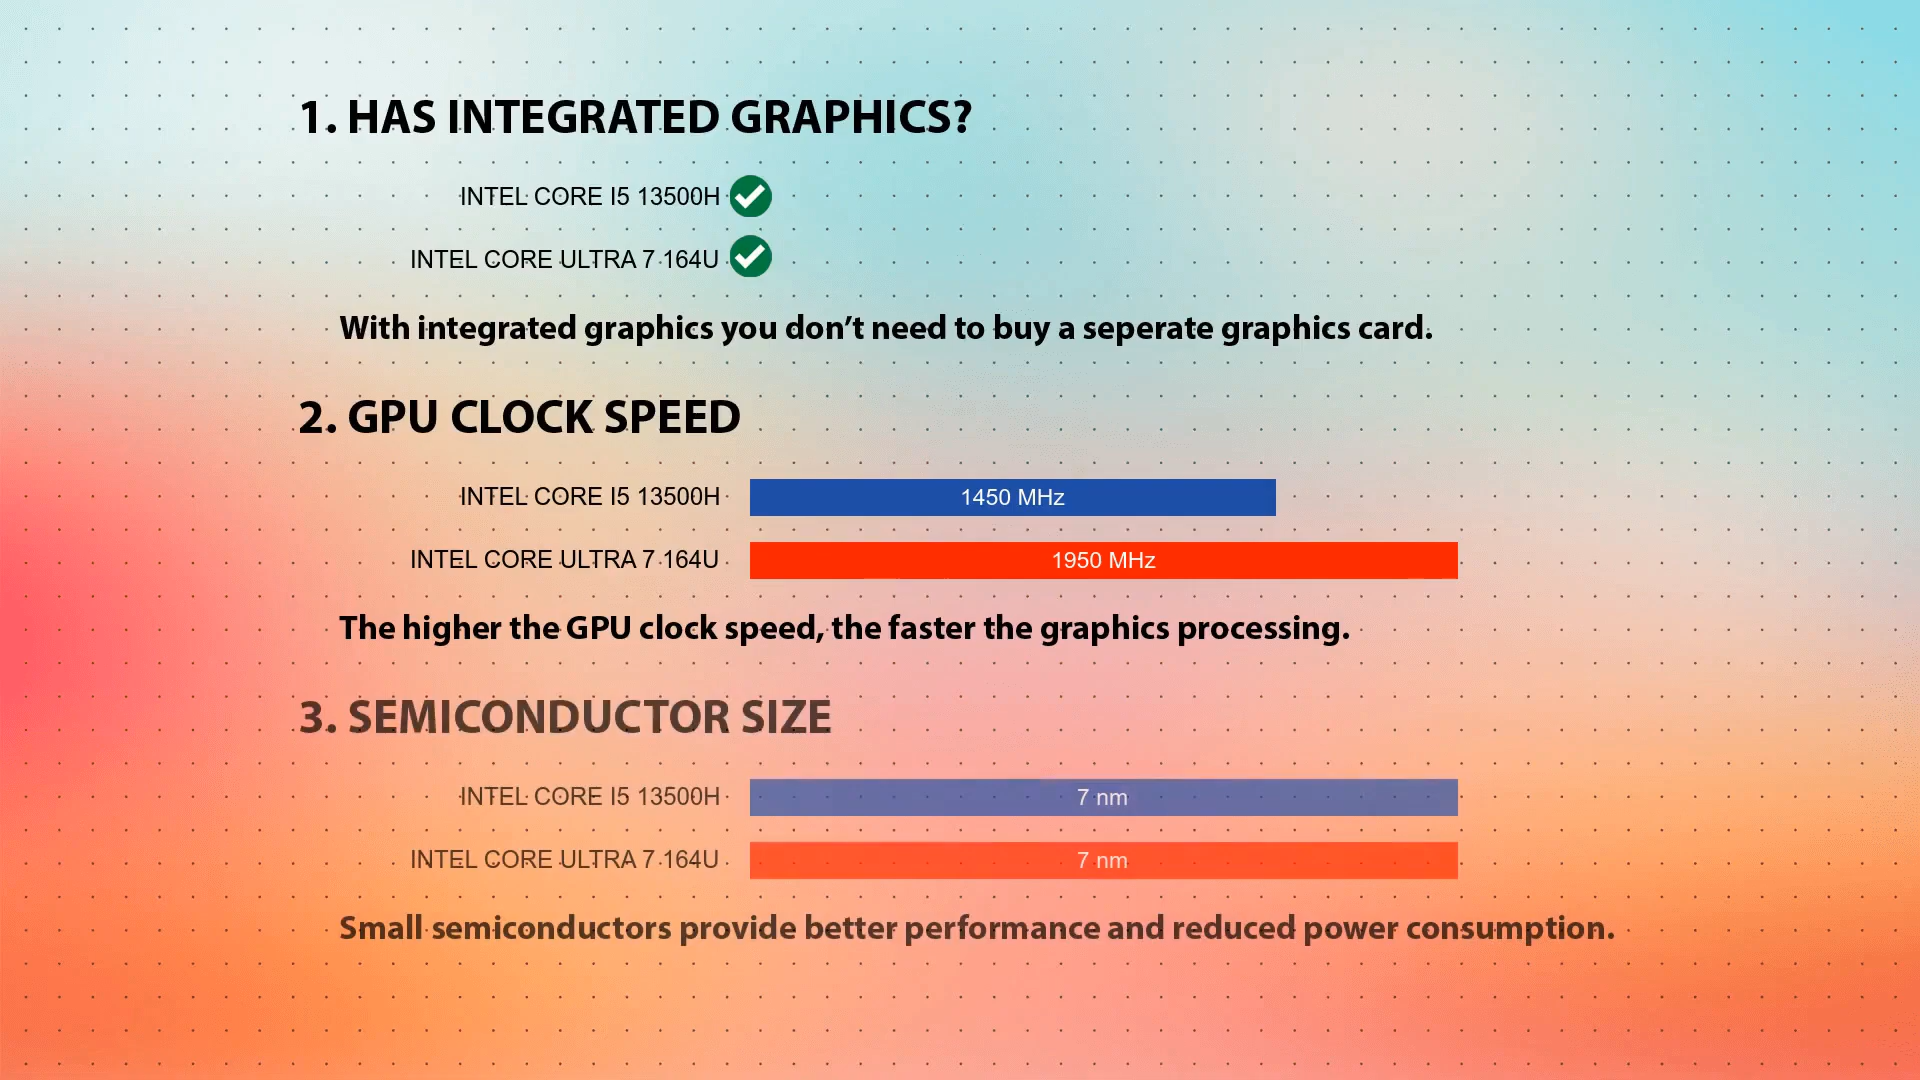 1. HAS INTEGRATED GRAPHICS?
INTEL CORE I5 13500H
INTEL CORE ULTRA 7 164U
With integrated graphics you don’t need to buy a seperate graphics card.
2. GPU CLOCK SPEED
INTEL CORE I5 13500H 1450 MHz
INTEL CORE ULTRA 7 164U 1950 MHz
The higher the GPU clock speed, the faster the graphics processing.
3. SEMICONDUCTOR SIZE
INTEL CORE I5 13500H 7 nm
INTEL CORE ULTRA 7 164U 7 nm
Small semiconductors provide better performance and reduced power consumption.